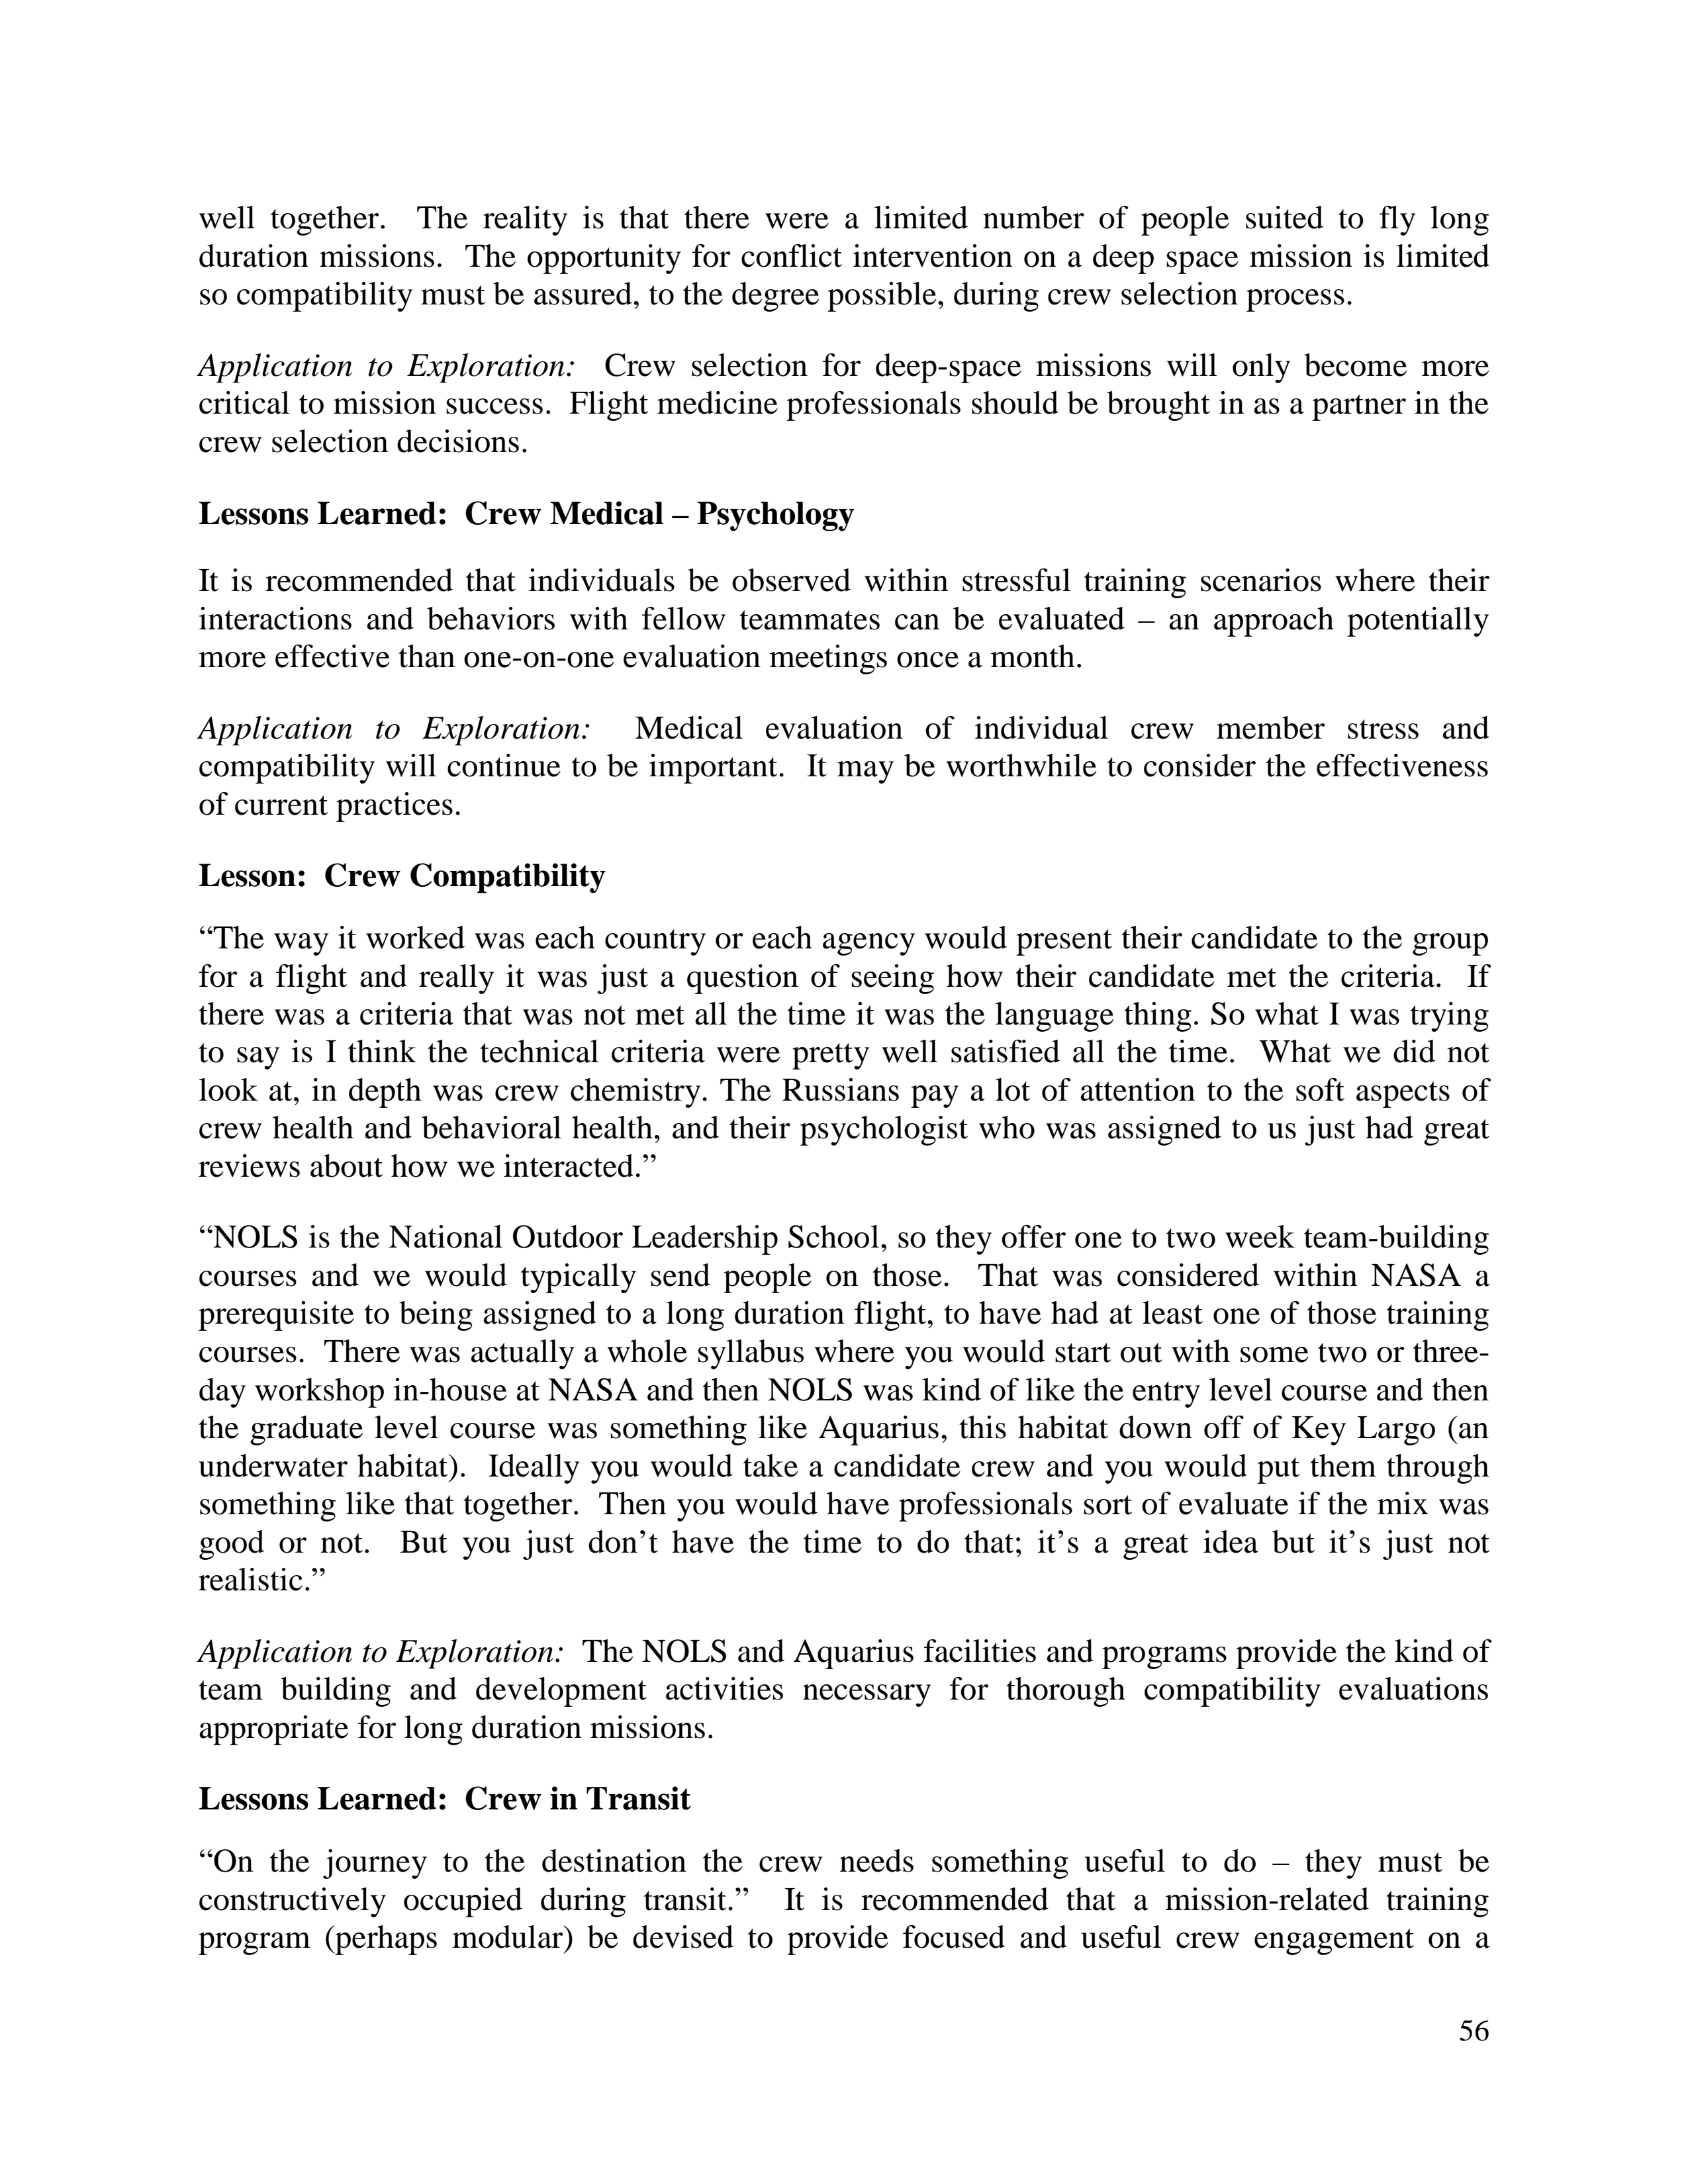 well together.  The reality is that there were a limited number of people suited to fly long
duration missions.  The opportunity for conflict intervention on a deep space mission is limited
so compatibility must be assured, to the degree possible, during crew selection process.
Application to Exploration:  Crew selection for deep-space missions will only become more
critical to mission success.  Flight medicine professionals should be brought in as a partner in the
crew selection decisions.
Lessons Learned:  Crew Medical – Psychology
It is recommended that individuals be observed within stressful training scenarios where their
interactions and behaviors with fellow teammates can be evaluated – an approach potentially
more effective than one-on-one evaluation meetings once a month.
Application to Exploration:  Medical evaluation of individual crew member stress and
compatibility will continue to be important.  It may be worthwhile to consider the effectiveness
of current practices.
Lesson:  Crew Compatibility
“The way it worked was each country or each agency would present their candidate to the group
for a flight and really it was just a question of seeing how their candidate met the criteria.  If
there was a criteria that was not met all the time it was the language thing. So what I was trying
to say is I think the technical criteria were pretty well satisfied all the time.  What we did not
look at, in depth was crew chemistry. The Russians pay a lot of attention to the soft aspects of
crew health and behavioral health, and their psychologist who was assigned to us just had great
reviews about how we interacted.”
“NOLS is the National Outdoor Leadership School, so they offer one to two week team-building
courses and we would typically send people on those.  That was considered within NASA a
prerequisite to being assigned to a long duration flight, to have had at least one of those training
courses.  There was actually a whole syllabus where you would start out with some two or three-
day workshop in-house at NASA and then NOLS was kind of like the entry level course and then
the graduate level course was something like Aquarius, this habitat down off of Key Largo (an
underwater habitat).  Ideally you would take a candidate crew and you would put them through
something like that together.  Then you would have professionals sort of evaluate if the mix was
good or not.  But you just don’t have the time to do that; it’s a great idea but it’s just not
realistic.”
Application to Exploration:  The NOLS and Aquarius facilities and programs provide the kind of
team building and development activities necessary for thorough compatibility evaluations
appropriate for long duration missions.
Lessons Learned:  Crew in Transit
“On the journey to the destination the crew needs something useful to do – they must be
constructively occupied during transit.”  It is recommended that a mission-related training
program (perhaps modular) be devised to provide focused and useful crew engagement on a
56